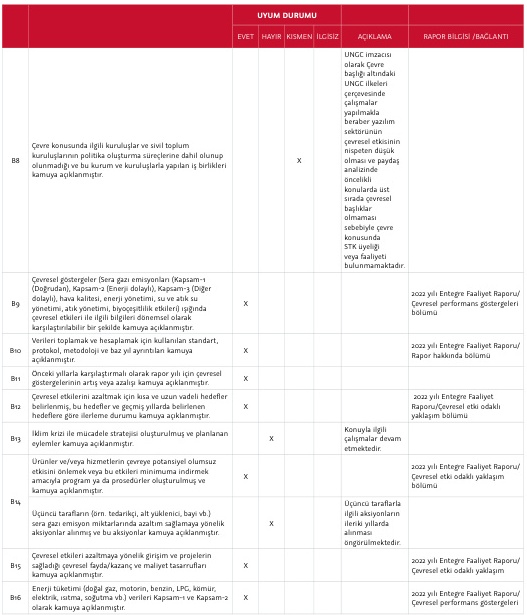 UYUM DURUMU
EVET HAYIR KISMEN İLGİSİZ AÇIKLAMA RAPOR BİLGİSİ /BAĞLANTI
B8
Çevre konusunda ilgili kuruluşlar ve sivil toplum
kuruluşlarının politika oluşturma süreçlerine dahil olunup
olunmadığı ve bu kurum ve kuruluşlarla yapılan iş birlikleri
kamuya açıklanmıştır.
X
UNGC imzacısı
olarak Çevre
başlığı altındaki
UNGC ilkeleri
çerçevesinde
çalışmalar
yapılmakla
beraber yazılım
sektörünün
çevresel etkisinin
nispeten düşük
olması ve paydaş
analizinde
öncelikli
konularda üst
sırada çevresel
başlıklar
olmaması
sebebiyle çevre
konusunda
STK üyeliği
veya faaliyeti
bulunmamaktadır.
B9
Çevresel göstergeler (Sera gazı emisyonları (Kapsam-1
(Doğrudan), Kapsam-2 (Enerji dolaylı), Kapsam-3 (Diğer
dolaylı), hava kalitesi, enerji yönetimi, su ve atık su
yönetimi, atık yönetimi, biyoçeşitlilik etkileri) ışığında
çevresel etkileri ile ilgili bilgileri dönemsel olarak
karşılaştırılabilir bir şekilde kamuya açıklanmıştır.
X
2022 yılı Entegre Faaliyet Raporu/
Çevresel performans göstergeleri
bölümü
B10
Verileri toplamak ve hesaplamak için kullanılan standart,
protokol, metodoloji ve baz yıl ayrıntıları kamuya
açıklanmıştır.
X
2022 yılı Entegre Faaliyet Raporu/
Rapor hakkında bölümü
B11
Önceki yıllarla karşılaştırmalı olarak rapor yılı için çevresel
göstergelerinin artış veya azalışı kamuya açıklanmıştır.
X
B12
Çevresel etkilerini azaltmak için kısa ve uzun vadeli hedefler
belirlenmiş, bu hedefler ve geçmiş yıllarda belirlenen
hedeflere göre ilerleme durumu kamuya açıklanmıştır.
X
2022 yılı Entegre Faaliyet
Raporu/Çevresel etki odaklı
yaklaşım bölümü
B13
İklim krizi ile mücadele stratejisi oluşturulmuş ve planlanan
eylemler kamuya açıklanmıştır.
X
Konuyla ilgili
çalışmalar devam
etmektedir.
B14
Ürünler ve/veya hizmetlerin çevreye potansiyel olumsuz
etkisini önlemek veya bu etkileri minimuma indirmek
amacıyla program ya da prosedürler oluşturulmuş ve
kamuya açıklanmıştır.
X
2022 yılı Entegre Faaliyet Raporu/
Çevresel etki odaklı yaklaşım
bölümü
Üçüncü tarafların (örn. tedarikçi, alt yüklenici, bayi vb.)
sera gazı emisyon miktarlarında azaltım sağlamaya yönelik
aksiyonlar alınmış ve bu aksiyonlar kamuya açıklanmıştır.
X
Üçüncü taraflarla
ilgili aksiyonların
ileriki yıllarda
alınması
öngörülmektedir.
B15
Çevresel etkileri azaltmaya yönelik girişim ve projelerin
sağladığı çevresel fayda/kazanç ve maliyet tasarrufları
kamuya açıklanmıştır.
X
2022 yılı Entegre Faaliyet Raporu/
Çevresel etki odaklı yaklaşım
B16
Enerji tüketimi (doğal gaz, motorin, benzin, LPG, kömür,
elektrik, ısıtma, soğutma vb.) verileri Kapsam-1 ve Kapsam-2
olarak kamuya açıklanmıştır.
X
2022 yılı Entegre Faaliyet Raporu/
Çevresel performans göstergeleri